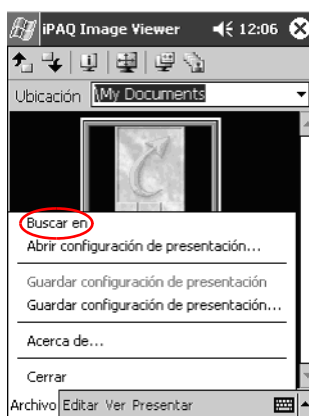 iPAQ Image Viewer 12:06
Ubicación \My Documents
Buscar en
Abrir configuración de presentación...
Guardar configuración de presentación
Guardar configuración de presentación...
Acerca de...
Cerrar
Archivo Editar Ver Presentar